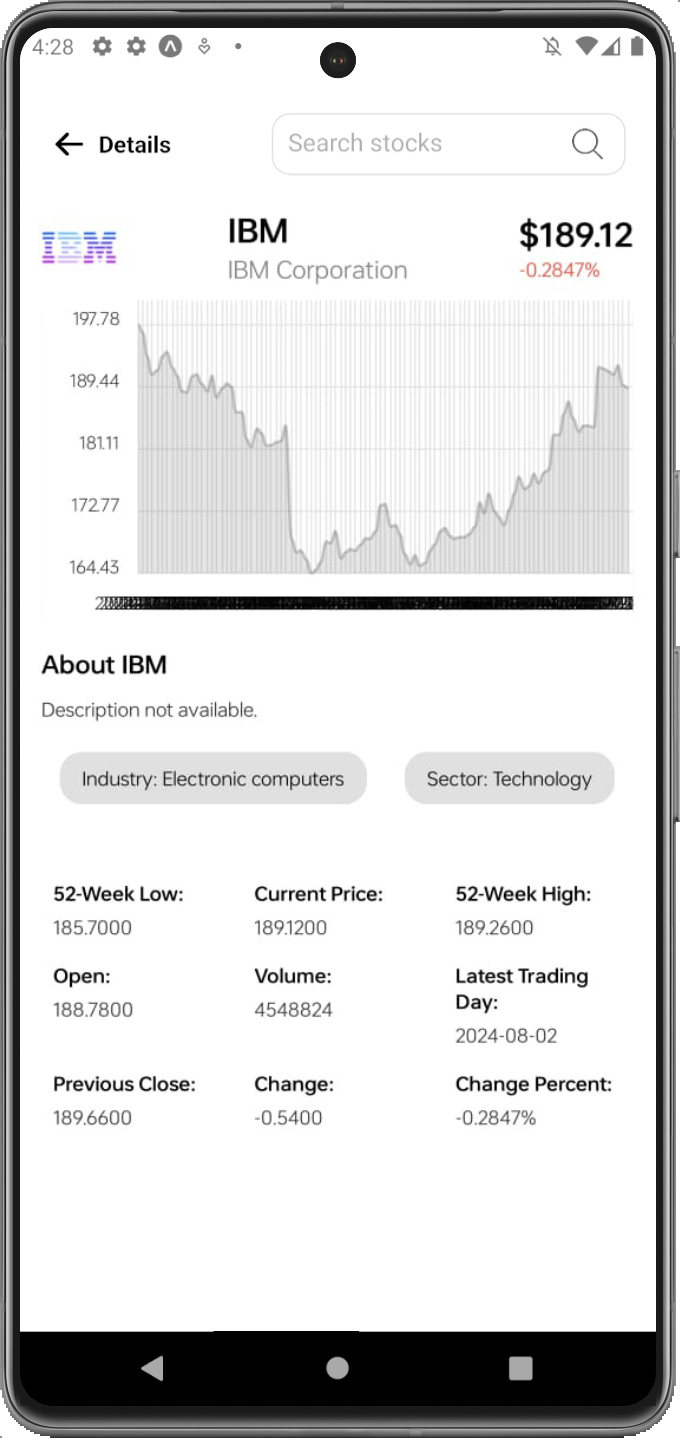 4:28
Details
Search stocks
IBM
IBM
$189.12
IBM Corporation
-0.2847%
197.78
189.44
181.11
172.77
164.43
About IBM
Description not available.
Industry: Electronic computers
Sector: Technology
52-Week Low:
Current Price:
52-Week High:
185.7000
189.1200
189.2600
Open:
Volume:
Latest Trading
Day:
188.7800
4548824
2024-08-02
Previous Close:
Change:
Change Percent:
189.6600
-0.5400
-0.2847%